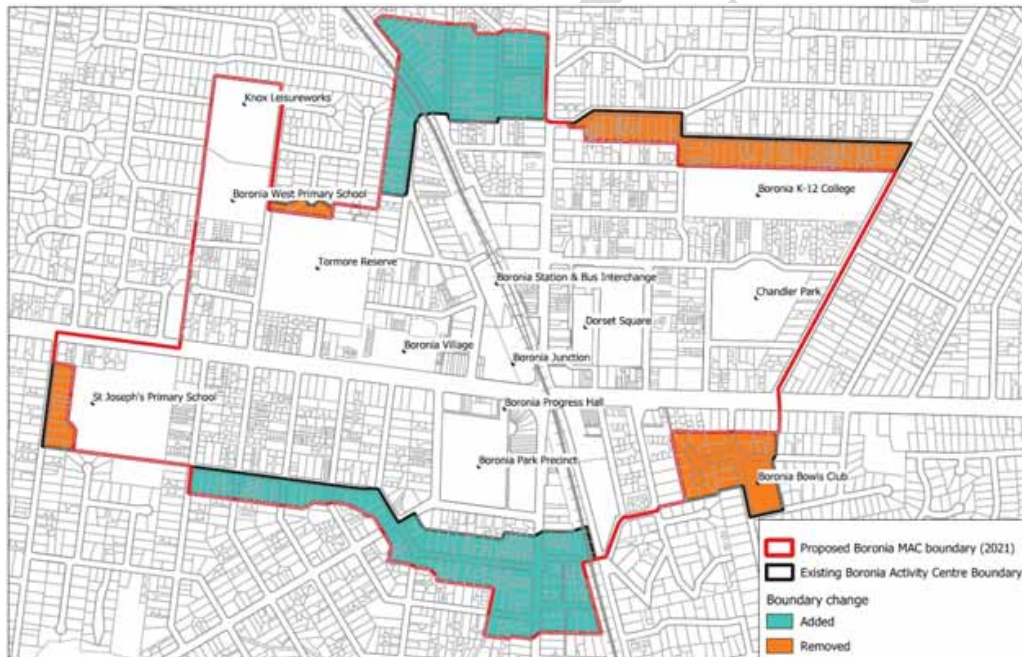 Knox Leisureworks
Boronia K-12 College
Boronia West Primary School
Tormore Reserve
Boronia Station & Bus Interchange
Chandler Park
Dorset Square
Boronia Village
Boronia Junction
St Joseph's Primary School
Boronia Progress Hall
Boronia Park Precinct
Boronia Bowls Club
Proposed Boronia MAC boundary (2021)
Existing Boronia Activity Centre Boundary
Boundary change
Added
Removed